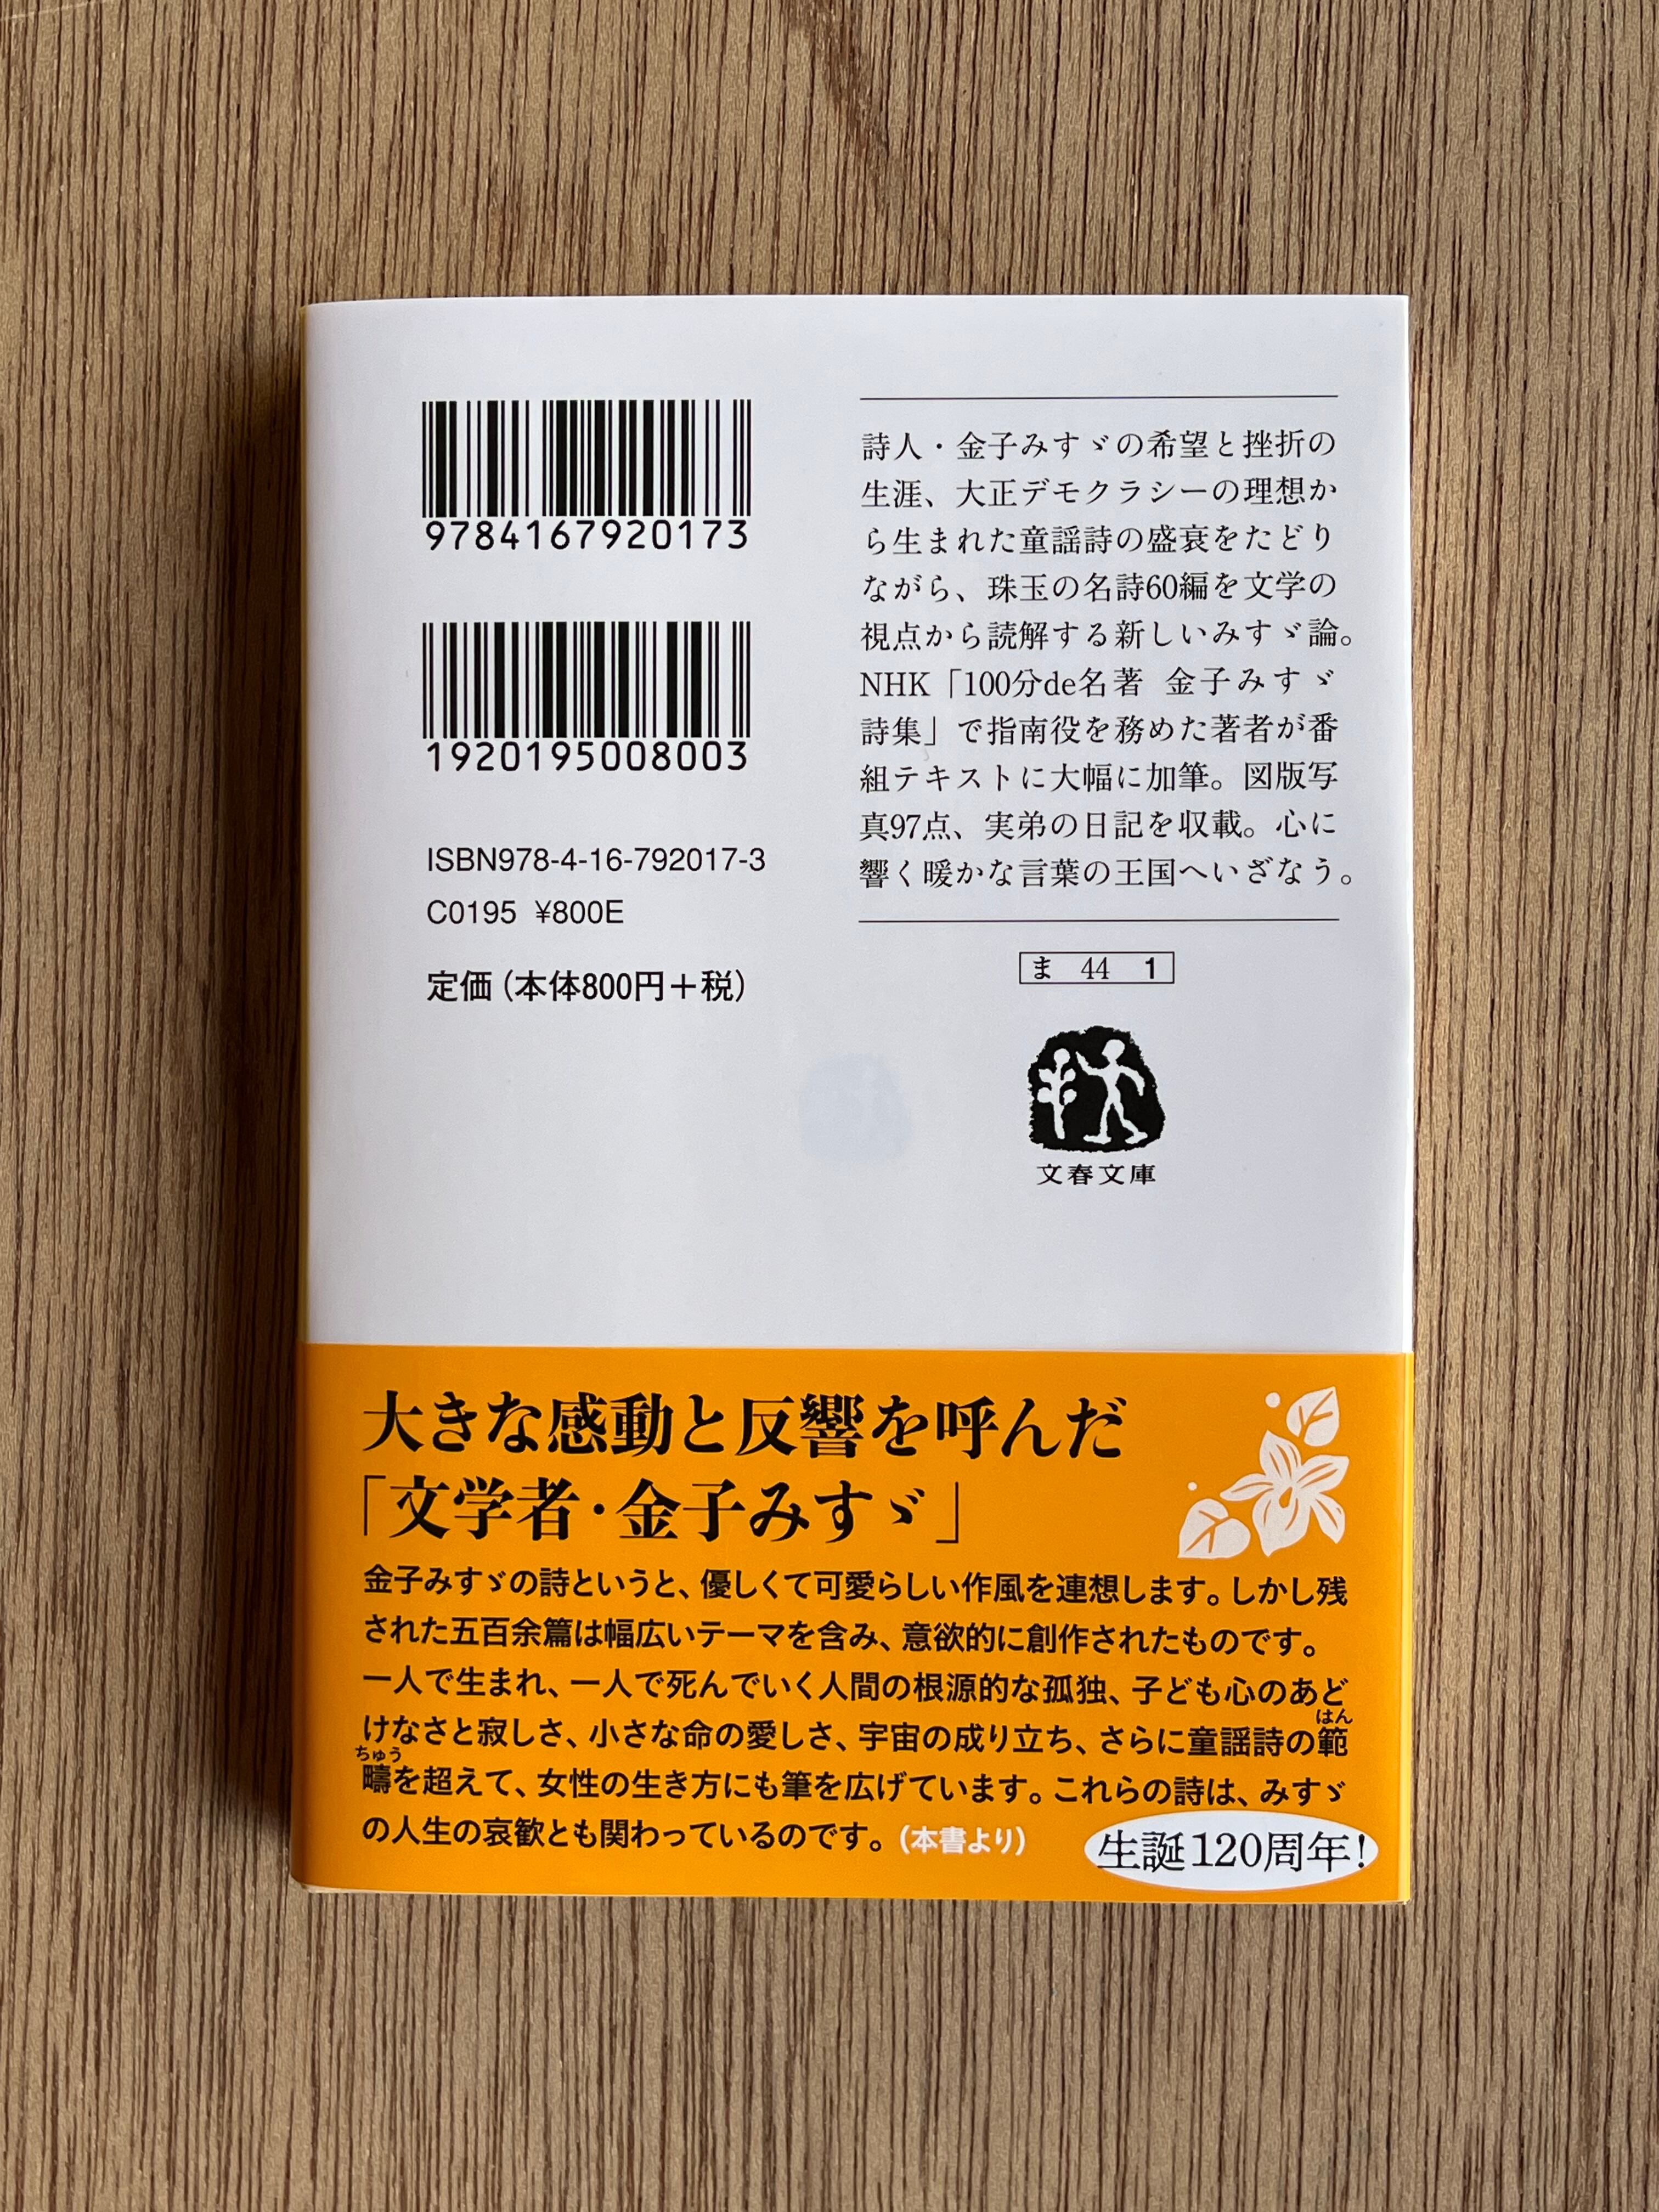 9784167920173
1920195008003
ISBN978-4-16-792017-3
C0195 ¥800E
定価（本体800円＋税）
詩人・金子みすゞの希望と挫折の
生涯、大正デモクラシーの理想か
ら生まれた童謡詩の盛衰をたどり
ながら、珠玉の名詩60編を文学の
視点から読解する新しいみすゞ論。
NHK「100分de名著 金子みすゞ
詩集」で指南役を務めた著者が番
組テキストに大幅に加筆。図版写
真97点、実弟の日記を収載。心に
響く暖かな言葉の王国へいざなう。
ま 44 1
文春文庫
大きな感動と反響を呼んだ
「文学者・金子みすゞ」
金子みすゞの詩というと、優しくて可愛らしい作風を連想します。しかし残
された五百余篇は幅広いテーマを含み、意欲的に創作されたものです。
一人で生まれ、一人で死んでいく人間の根源的な孤独、子ども心のあど
けなさと寂しさ、小さな命の愛しさ、宇宙の成り立ち、さらに童謡詩の範
はん
疇を超えて、女性の生き方にも筆を広げています。これらの詩は、みすゞ
ちゅう
の人生の哀歓とも関わっているのです。（本書より）
生誕120周年！